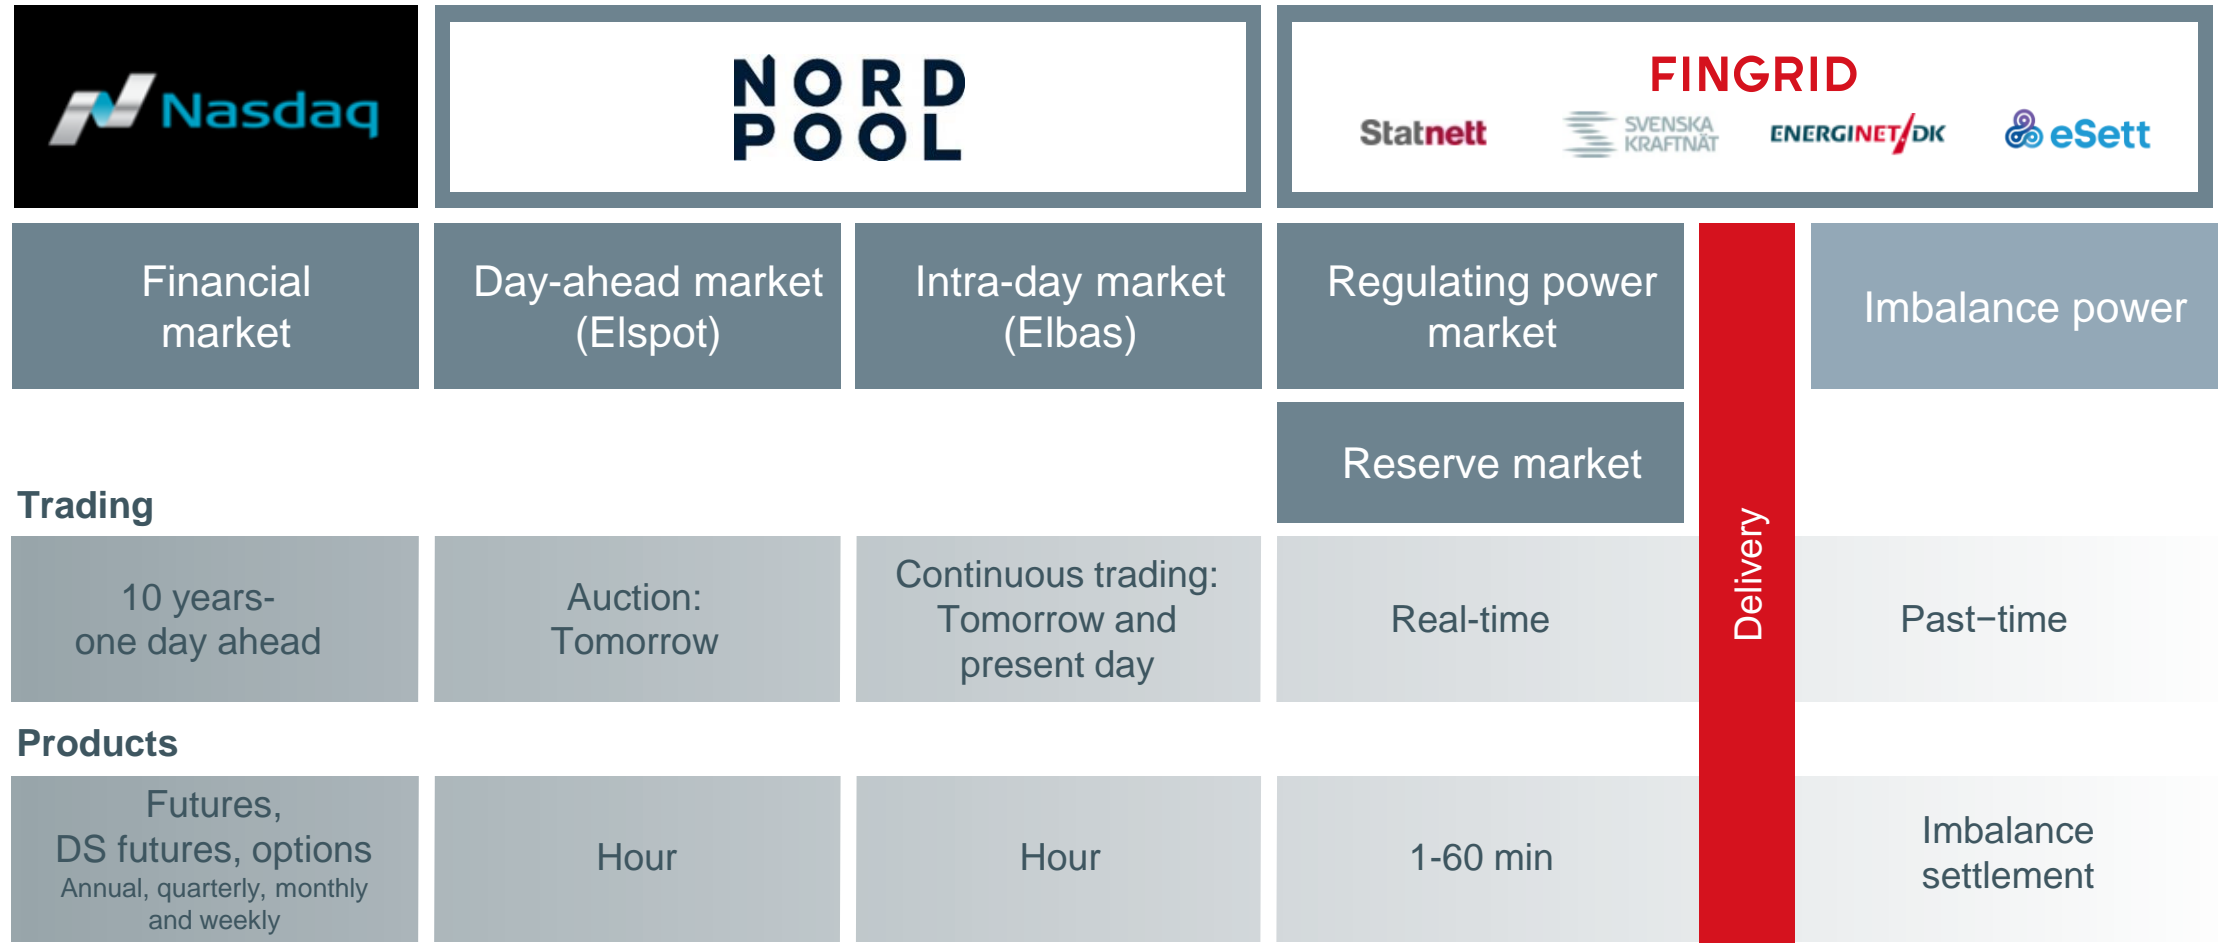 Nasdaq
NORD
POOL
FINGRID
Statnett
SVENSKA
KRAFTNÄT
ENERGINET/DK
eSett
Financial
market
Day-ahead market
(Elspot)
Intra-day market
(Elbas)
Regulating power
market
Imbalance power
Reserve market
Delivery
Trading
10 years-
one day ahead
Auction:
Tomorrow
Continuous trading:
Tomorrow and
present day
Real-time
Past−time
Products
Futures,
DS futures, options
Annual, quarterly, monthly
and weekly
Hour
Hour
1-60 min
Imbalance
settlement